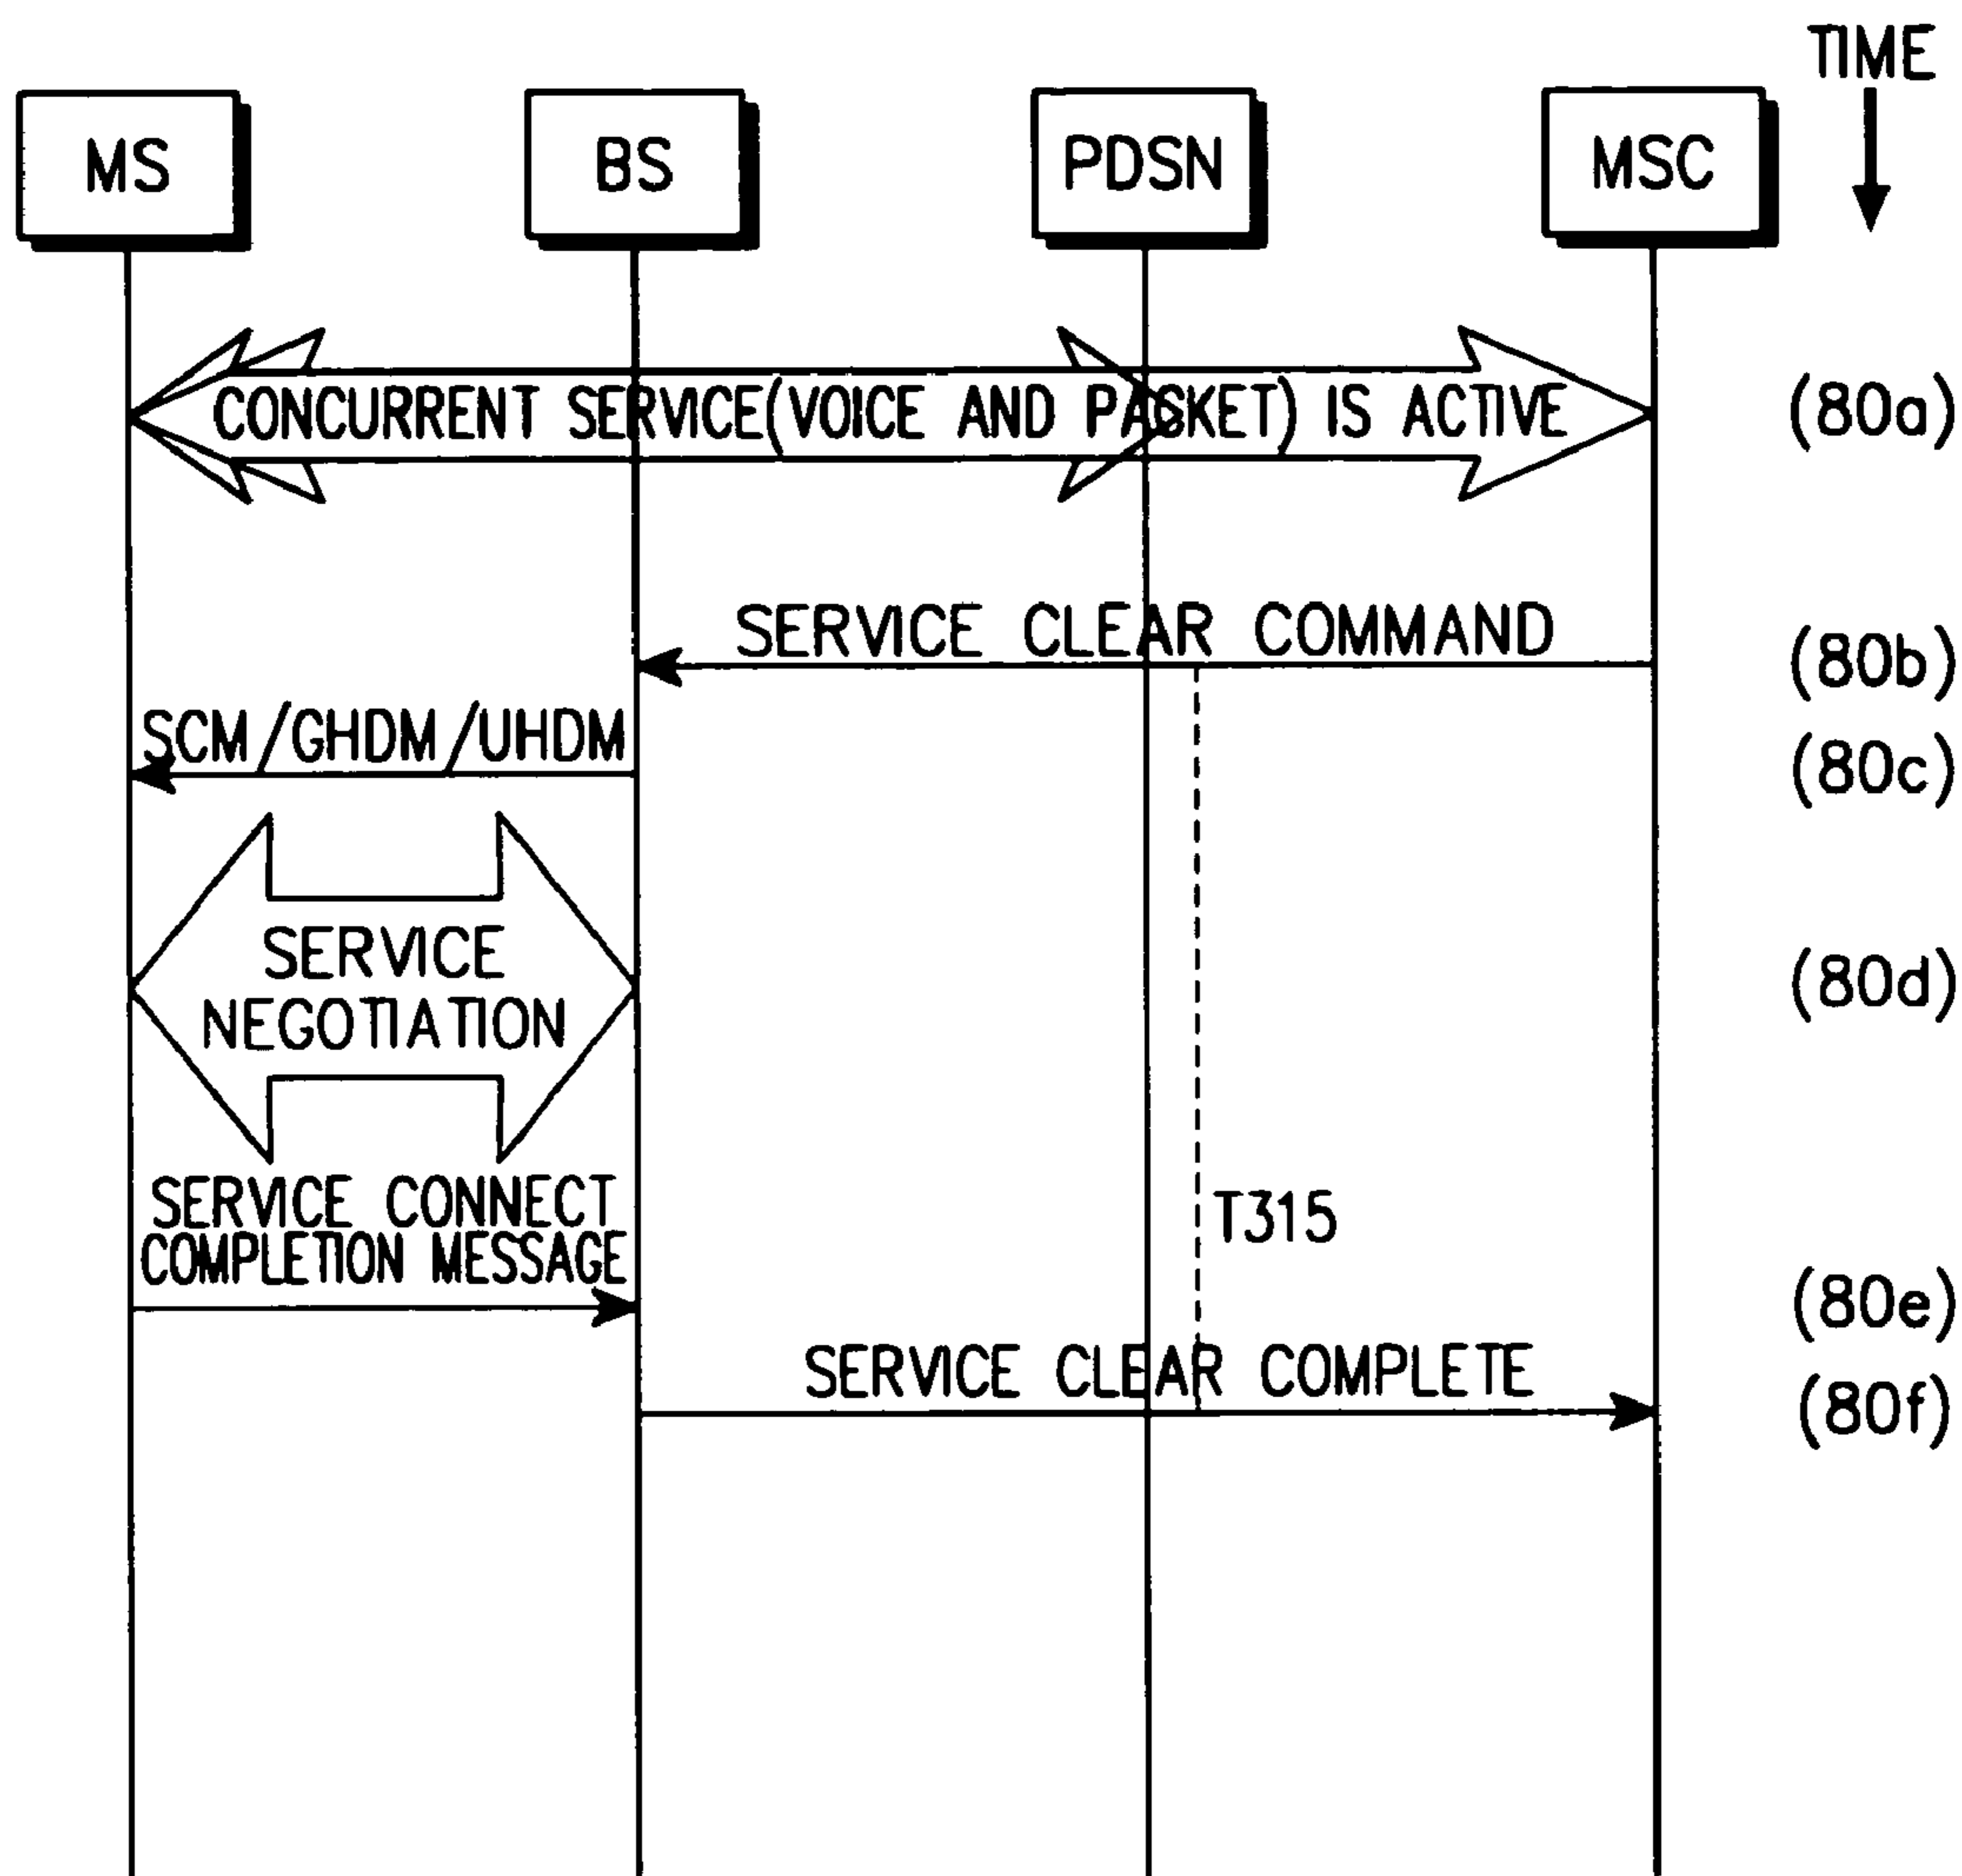 TIME
MS
BS
PDSN
MSC
CONCURRENT SERVICE(VOICE AND PACKET) IS ACTIVE
(80a)
SERVICE CLEAR COMMAND
(80b)
SCM/GHDM/UHDM
(80c)
SERVICE
NEGOTIATION
(80d)
SERVICE CONNECT
COMPLETION MESSAGE
T315
(80e)
SERVICE CLEAR COMPLETE
(80f)